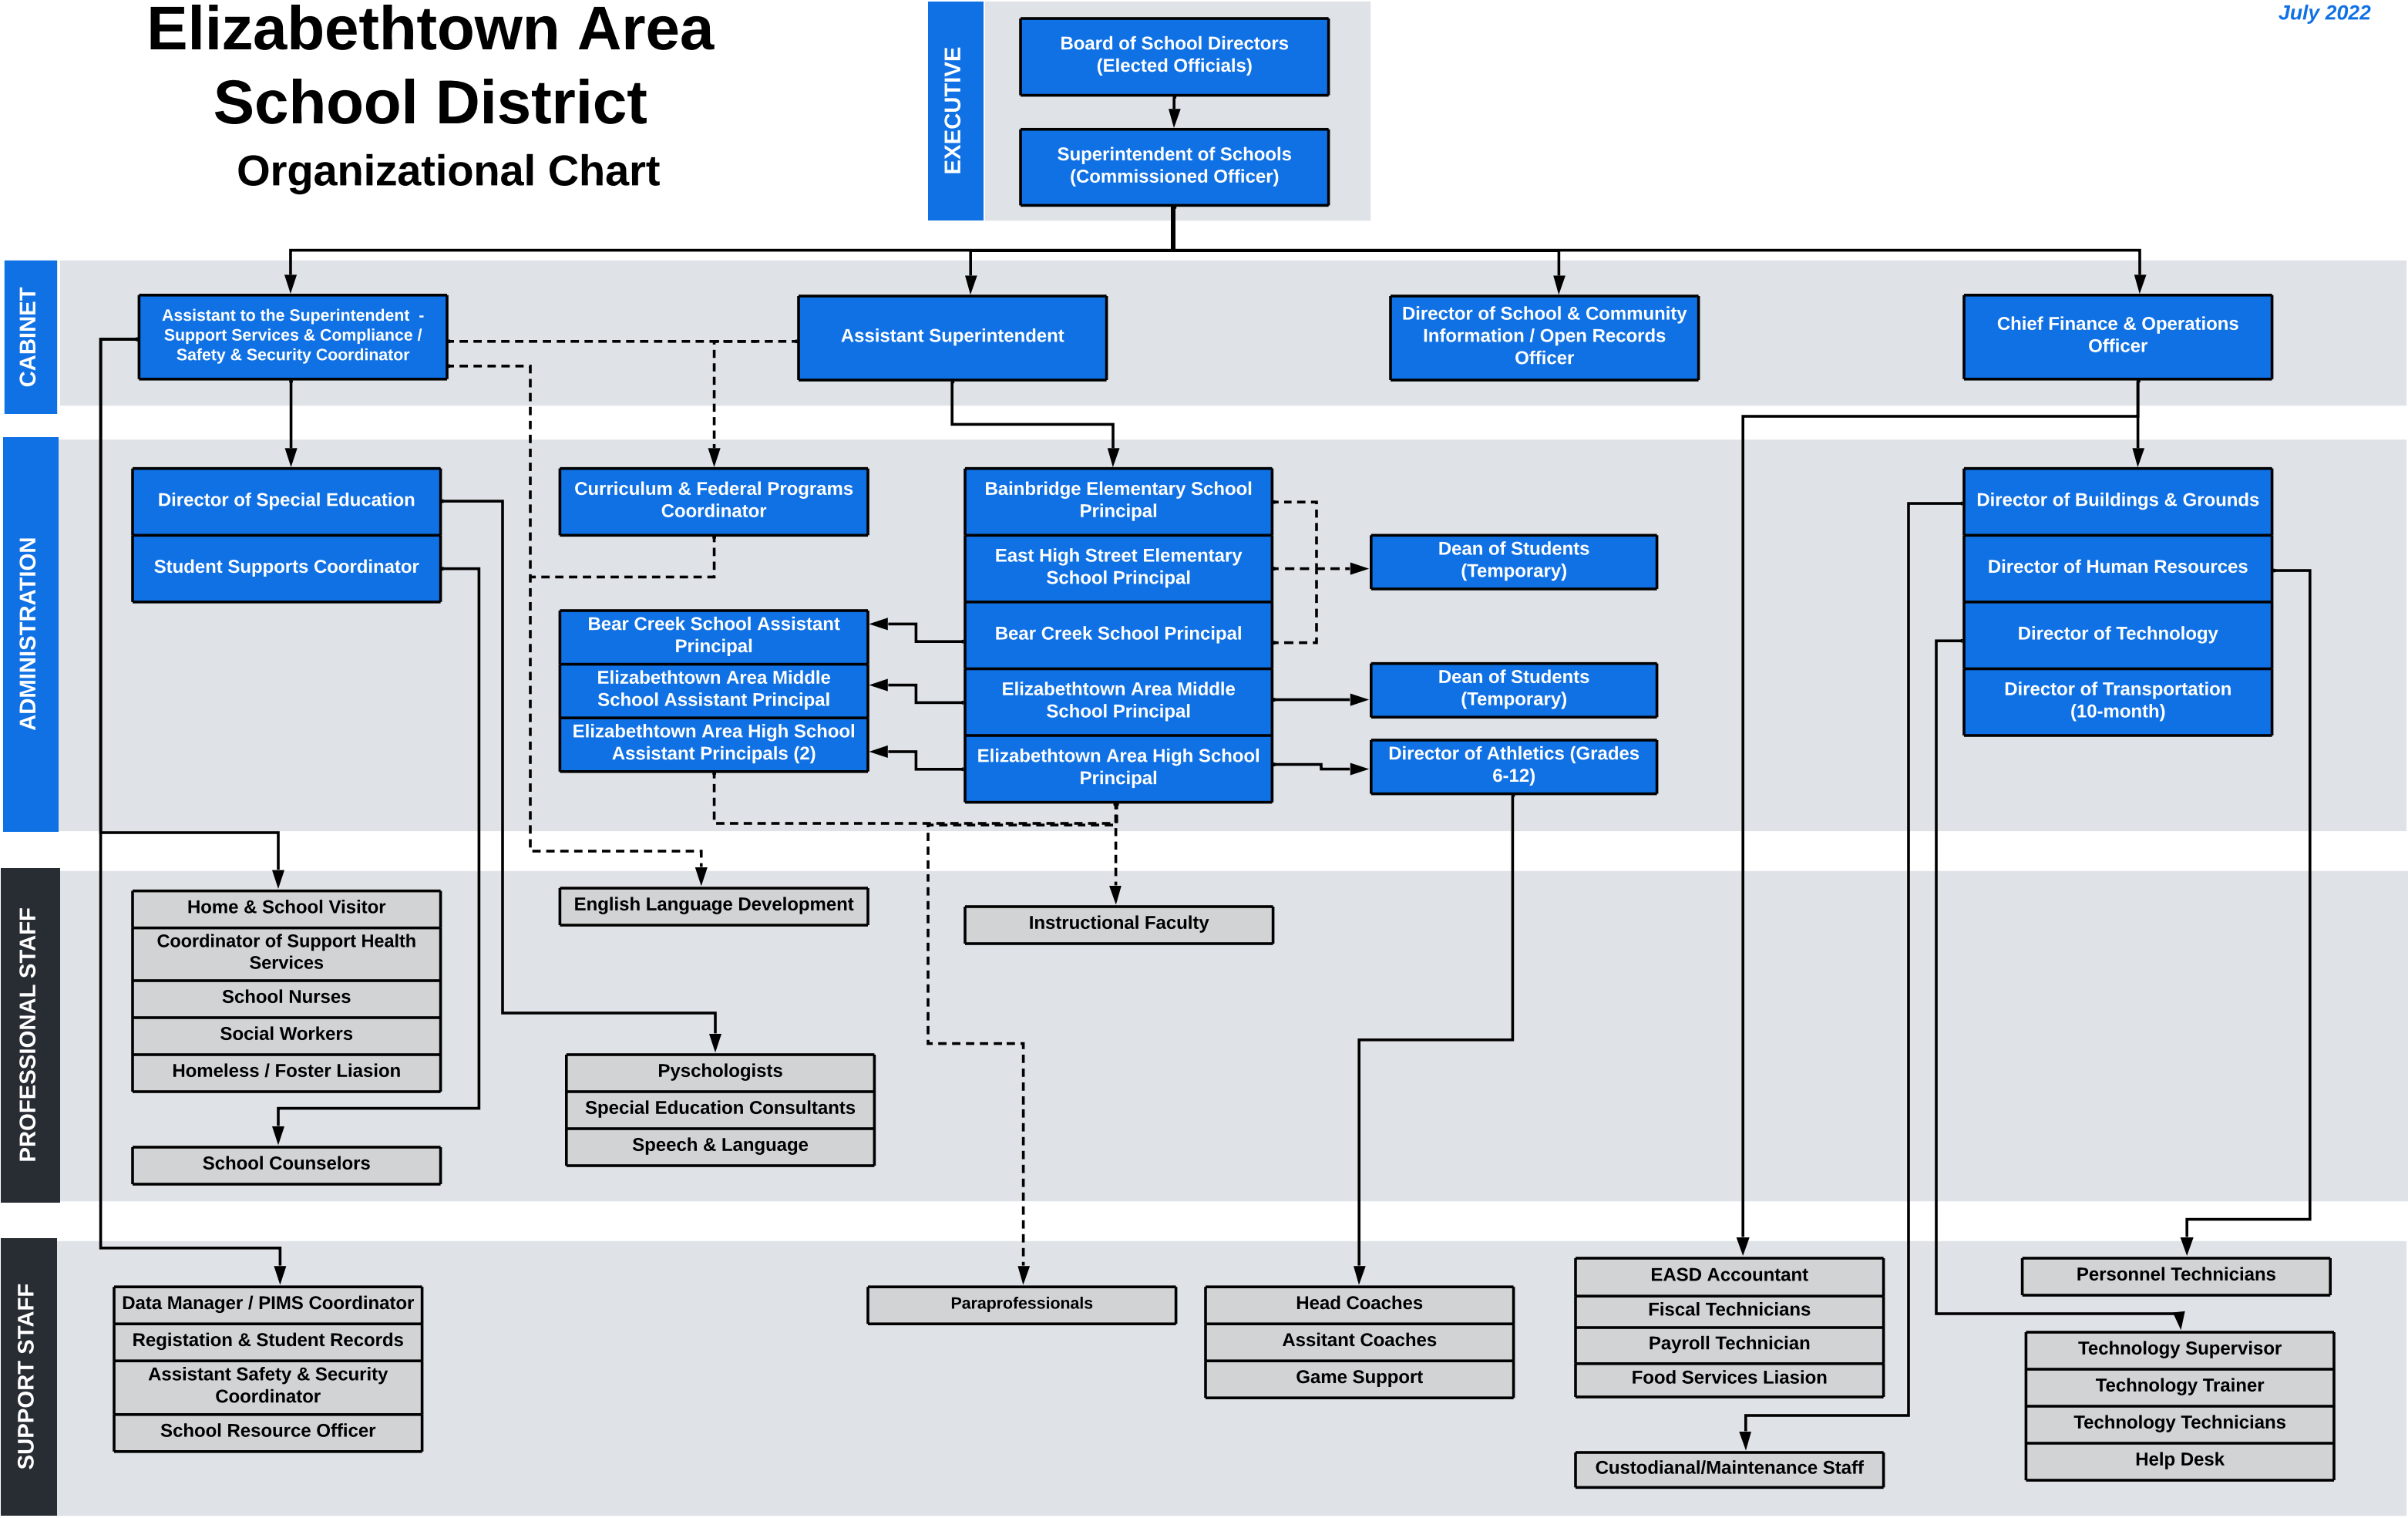 Elizabethtown Area
School District
Organizational Chart
July 2022
EXECUTIVE
Board of School Directors
(Elected Officials)
Superintendent of Schools
(Commissioned Officer)
CABINET
Assistant to the Superintendent -
Support Services & Compliance /
Safety & Security Coordinator
Assistant Superintendent
Director of School & Community
Information / Open Records
Officer
Chief Finance & Operations
Officer
ADMINISTRATION
Director of Special Education
Student Supports Coordinator
Curriculum & Federal Programs
Coordinator
Bear Creek School Assistant
Principal
Elizabethtown Area Middle
School Assistant Principal
Elizabethtown Area High School
Assistant Principals (2)
Bainbridge Elementary School
Principal
East High Street Elementary
School Principal
Bear Creek School Principal
Elizabethtown Area Middle
School Principal
Elizabethtown Area High School
Principal
Dean of Students
(Temporary)
Dean of Students
(Temporary)
Director of Athletics (Grades
6-12)
Director of Buildings & Grounds
Director of Human Resources
Director of Technology
Director of Transportation
(10-month)
PROFESSIONAL STAFF
Home & School Visitor
Coordinator of Support Health
Services
School Nurses
Social Workers
Homeless / Foster Liasion
School Counselors
English Language Development
Pyschologists
Special Education Consultants
Speech & Language
Instructional Faculty
SUPPORT STAFF
Data Manager / PIMS Coordinator
Registation & Student Records
Assistant Safety & Security
Coordinator
School Resource Officer
Paraprofessionals
Head Coaches
Assitant Coaches
Game Support
EASD Accountant
Fiscal Technicians
Payroll Technician
Food Services Liasion
Custodianal/Maintenance Staff
Personnel Technicians
Technology Supervisor
Technology Trainer
Technology Technicians
Help Desk